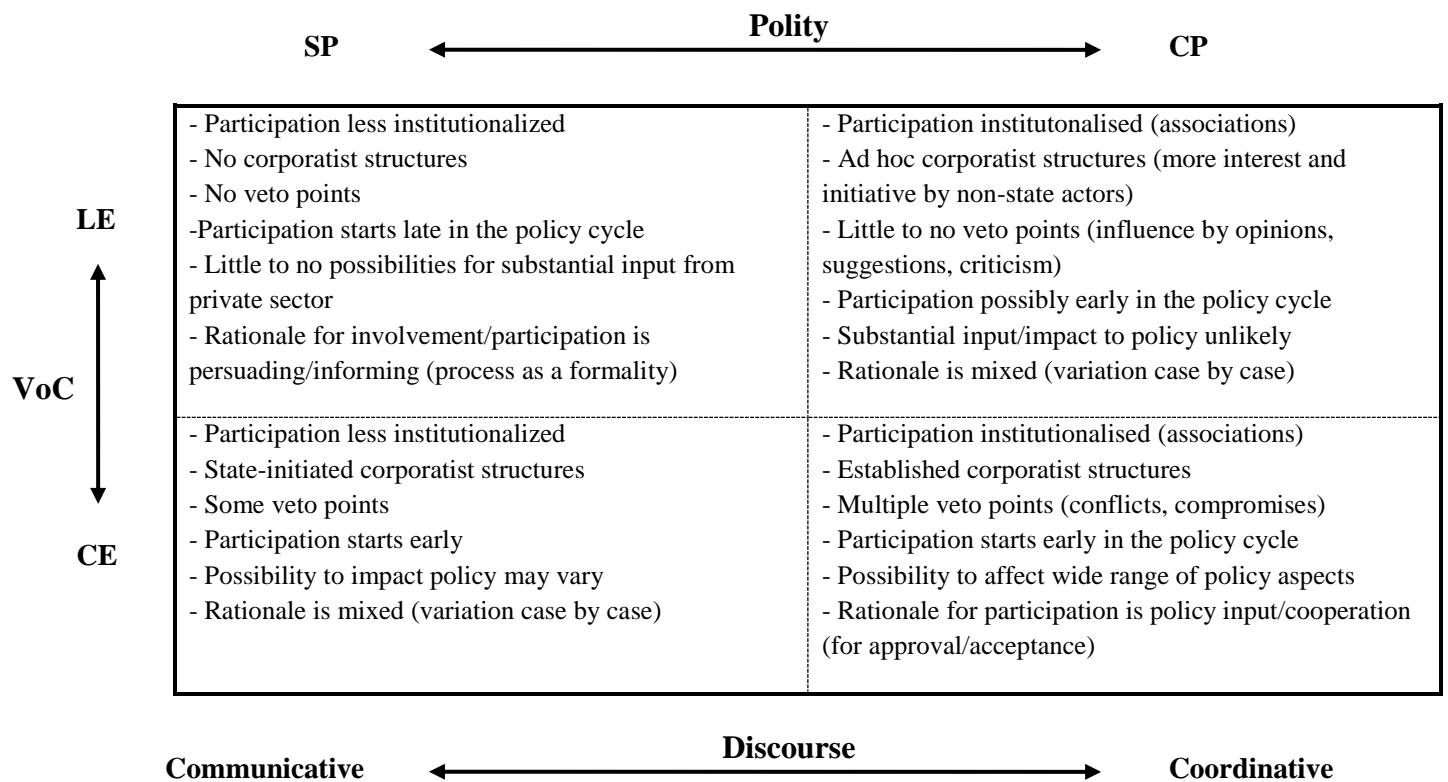 Polity
SP
CP
- Participation less institutionalized
- No corporatist structures
- No veto points
-Participation starts late in the policy cycle
- Little to no possibilities for substantial input from
private sector
- Rationale for involvement/participation is
persuading/informing (process as a formality)
- Participation institutonalised (associations)
- Ad hoc corporatist structures (more interest and
initiative by non-state actors)
- Little to no veto points (influence by opinions,
suggestions, criticism)
- Participation possibly early in the policy cycle
- Substantial input/impact to policy unlikely
- Rationale is mixed (variation case by case)
LE
VoC
CE
- Participation less institutionalized
- State-initiated corporatist structures
- Some veto points
- Participation starts early
- Possibility to impact policy may vary
- Rationale is mixed (variation case by case)
- Participation institutionalised (associations)
- Established corporatist structures
- Multiple veto points (conflicts, compromises)
- Participation starts early in the policy cycle
- Possibility to affect wide range of policy aspects
- Rationale for participation is policy input/cooperation
(for approval/acceptance)
Discourse
Communicative
Coordinative